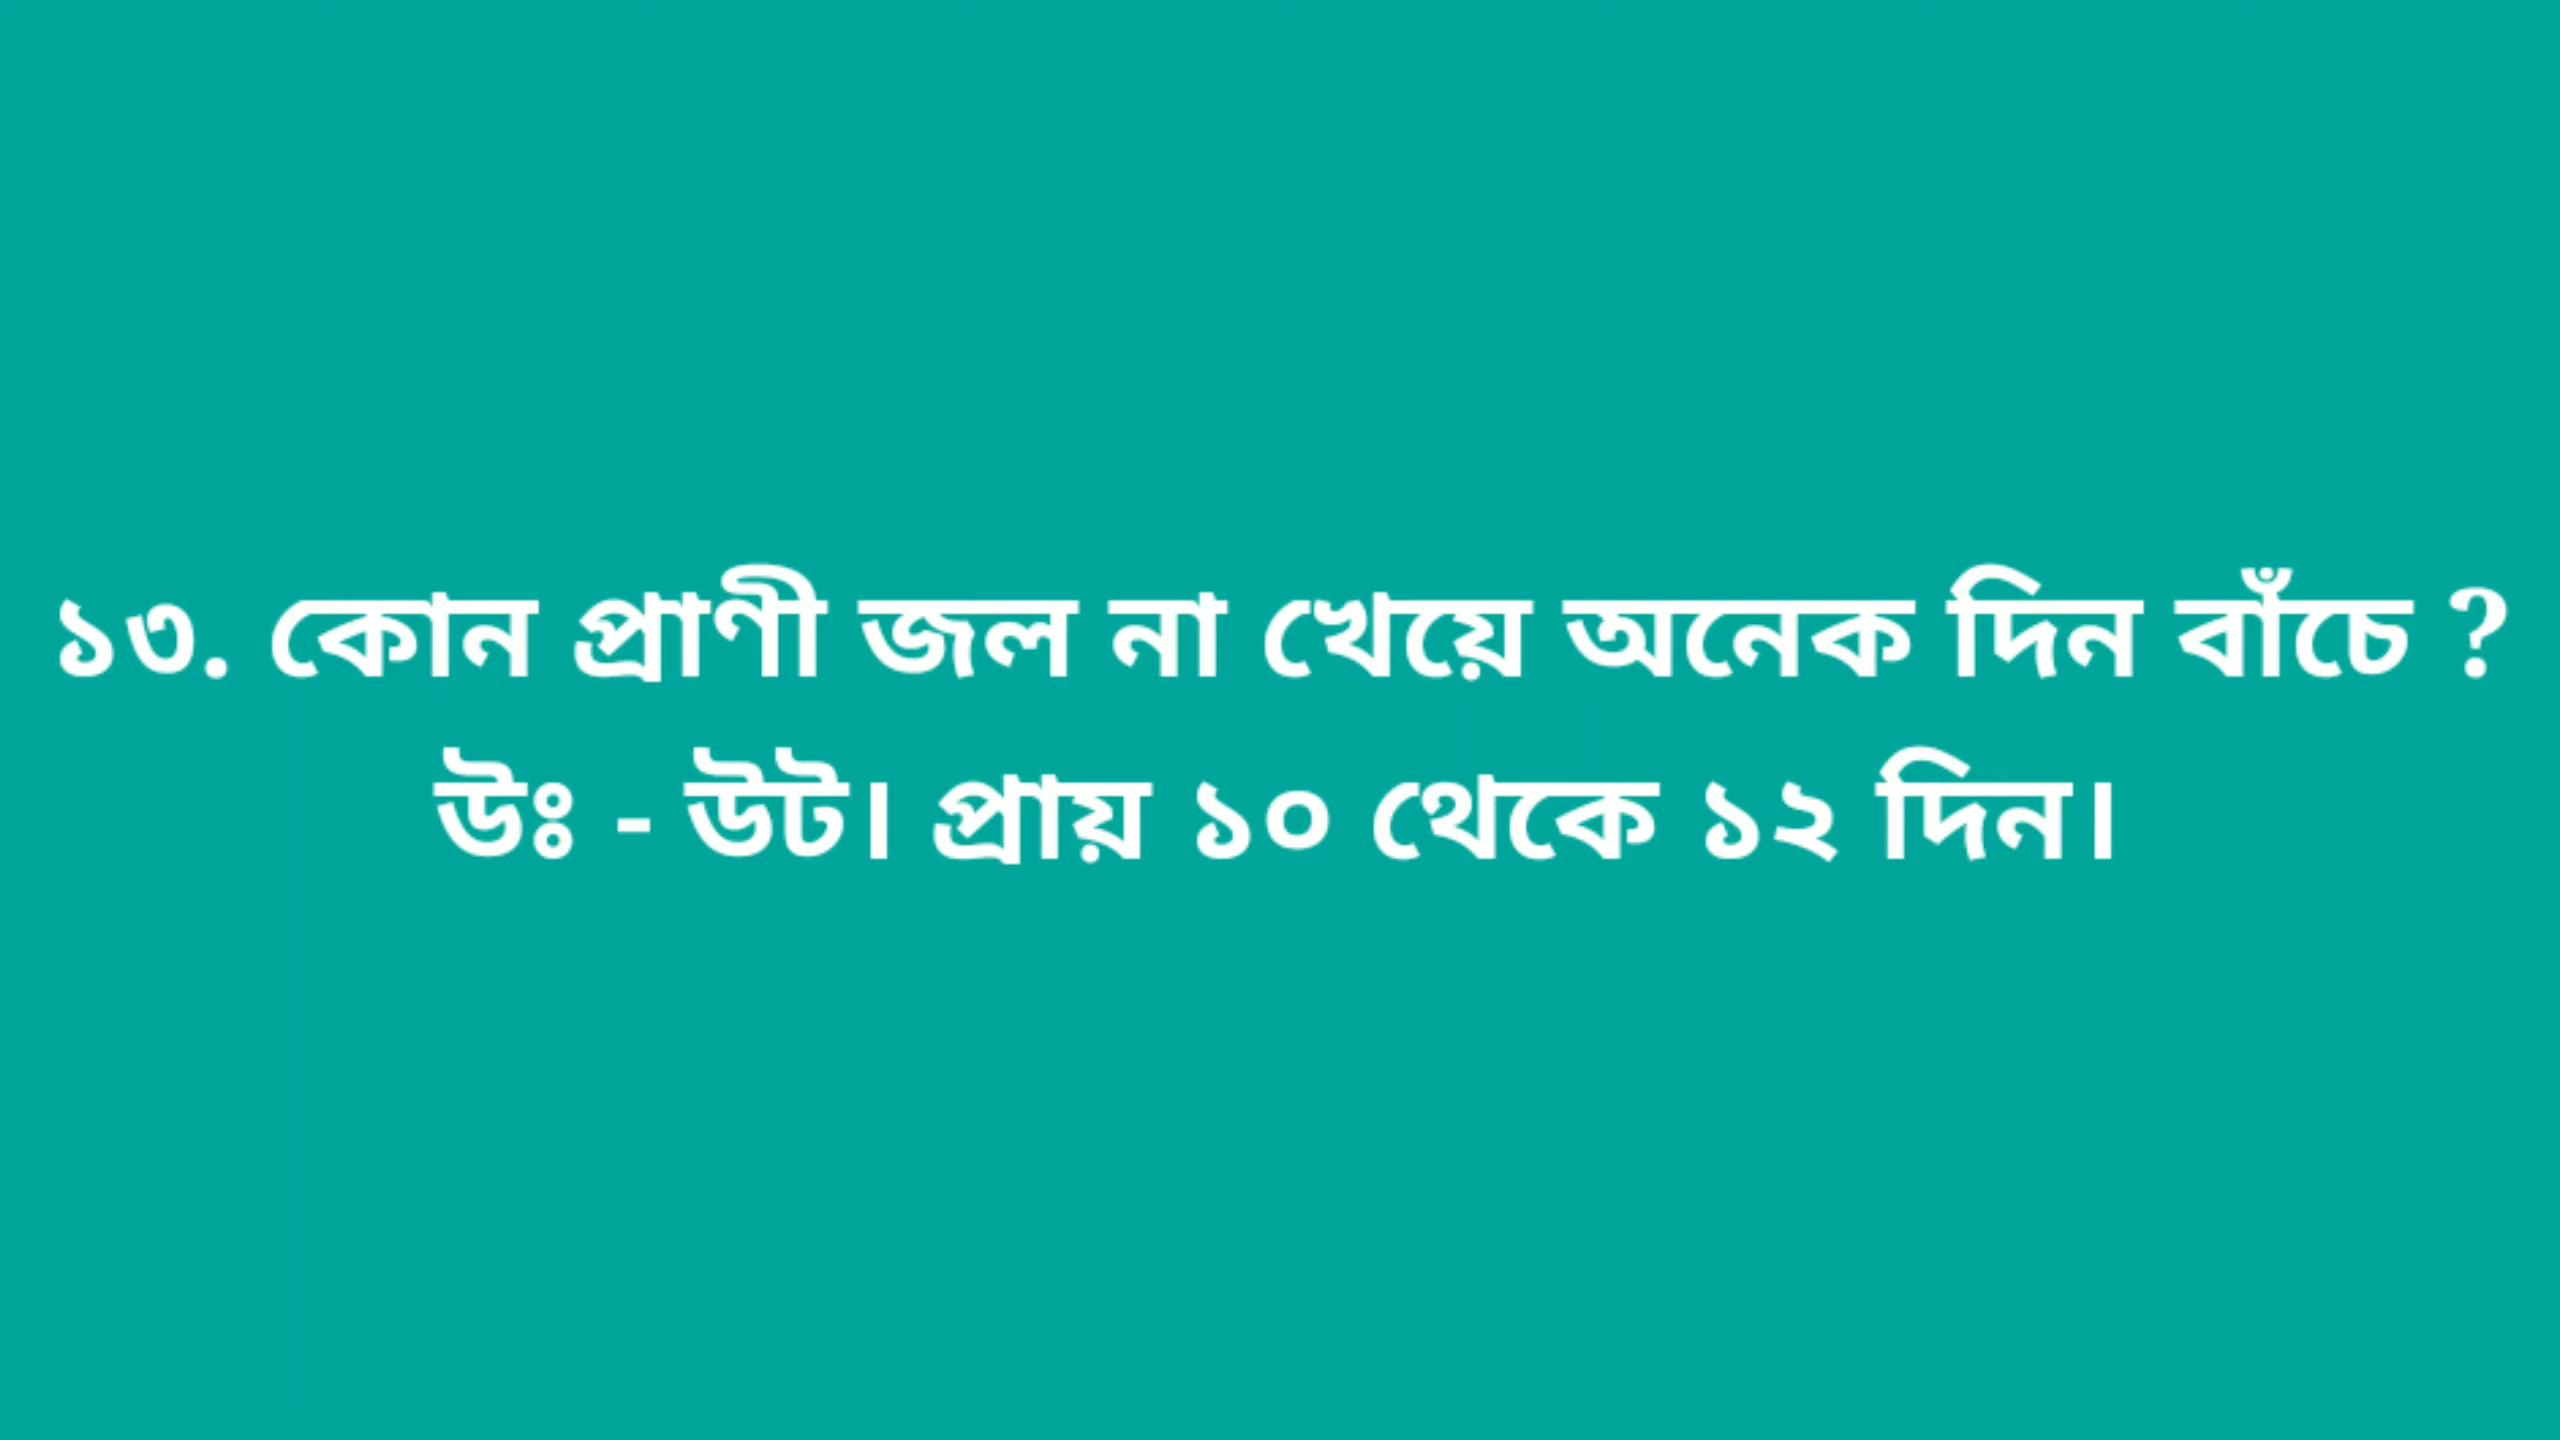 ১৩. কোন প্রাণী জল না খেয়ে অনেক দিন বাঁচে ?
উঃ - উট। প্রায় ১০ থেকে ১২ দিন।